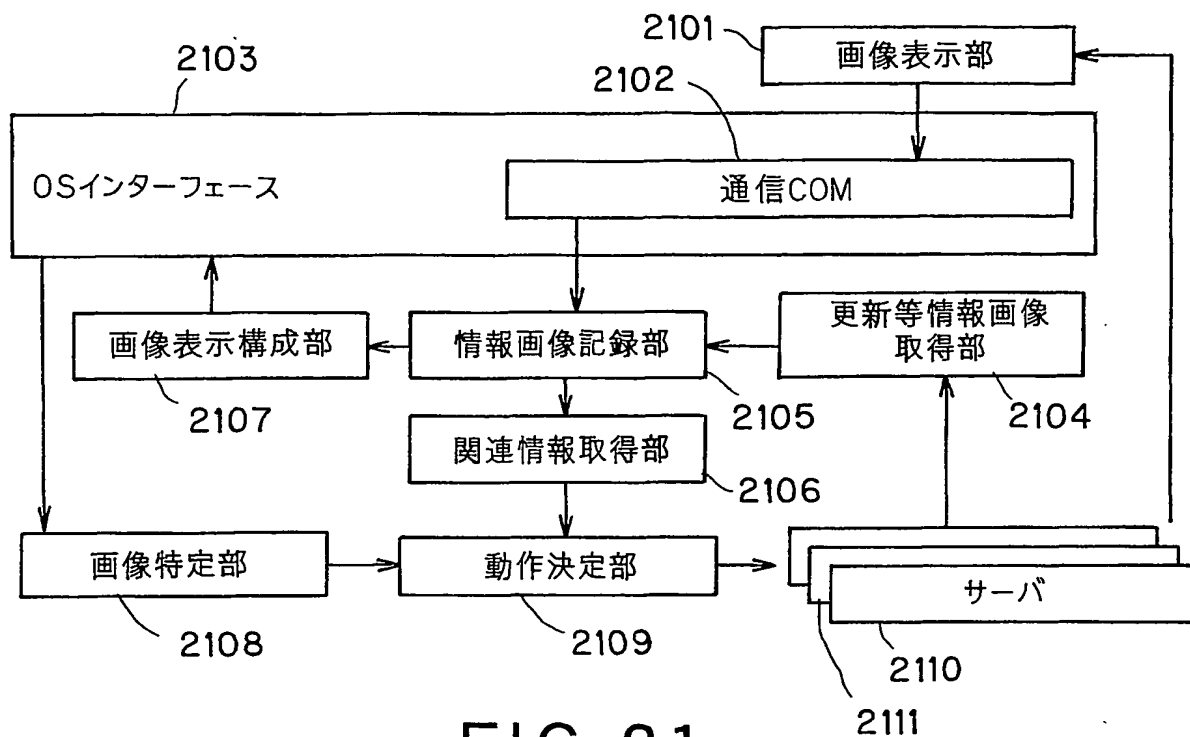 2101
画像表示部
2103
2102
OSインターフェース
通信COM
画像表示構成部
情報画像記録部
更新等情報画像
取得部
2107
2105
2104
関連情報取得部
2106
画像特定部
動作決定部
サーバ
2108
2109
2110
2111